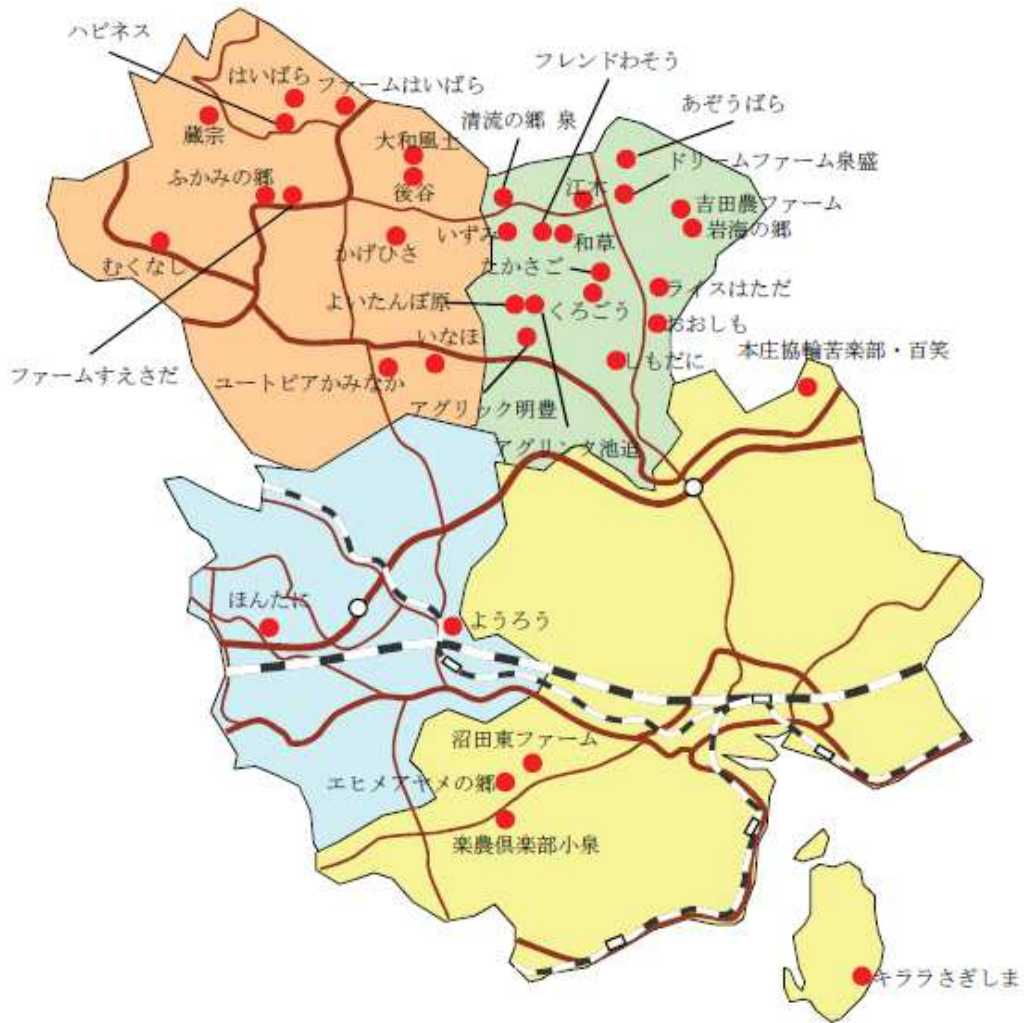 ハピネス
フレンドわそう
はいばら
ファームはいばら
あぞうばら
蔵宗
清流の郷 泉
大和風土
ドリームファーム泉盛
ふかみの郷
後谷
江木
吉田農ファーム
岩海の郷
いずみ
和草
かげひさ
むくなし
たかさご
ライスはただ
よいたんぼ原
くろごう
おおしも
いなほ
本庄協輪苦楽部・百笑
しもだに
ファームすえさだ
ユートピアかみなか
アグリック明豊
アグリンク池迫
ほんたに
ようろう
沼田東ファーム
エヒメアヤメの郷
楽農倶楽部小泉
キララさぎしま